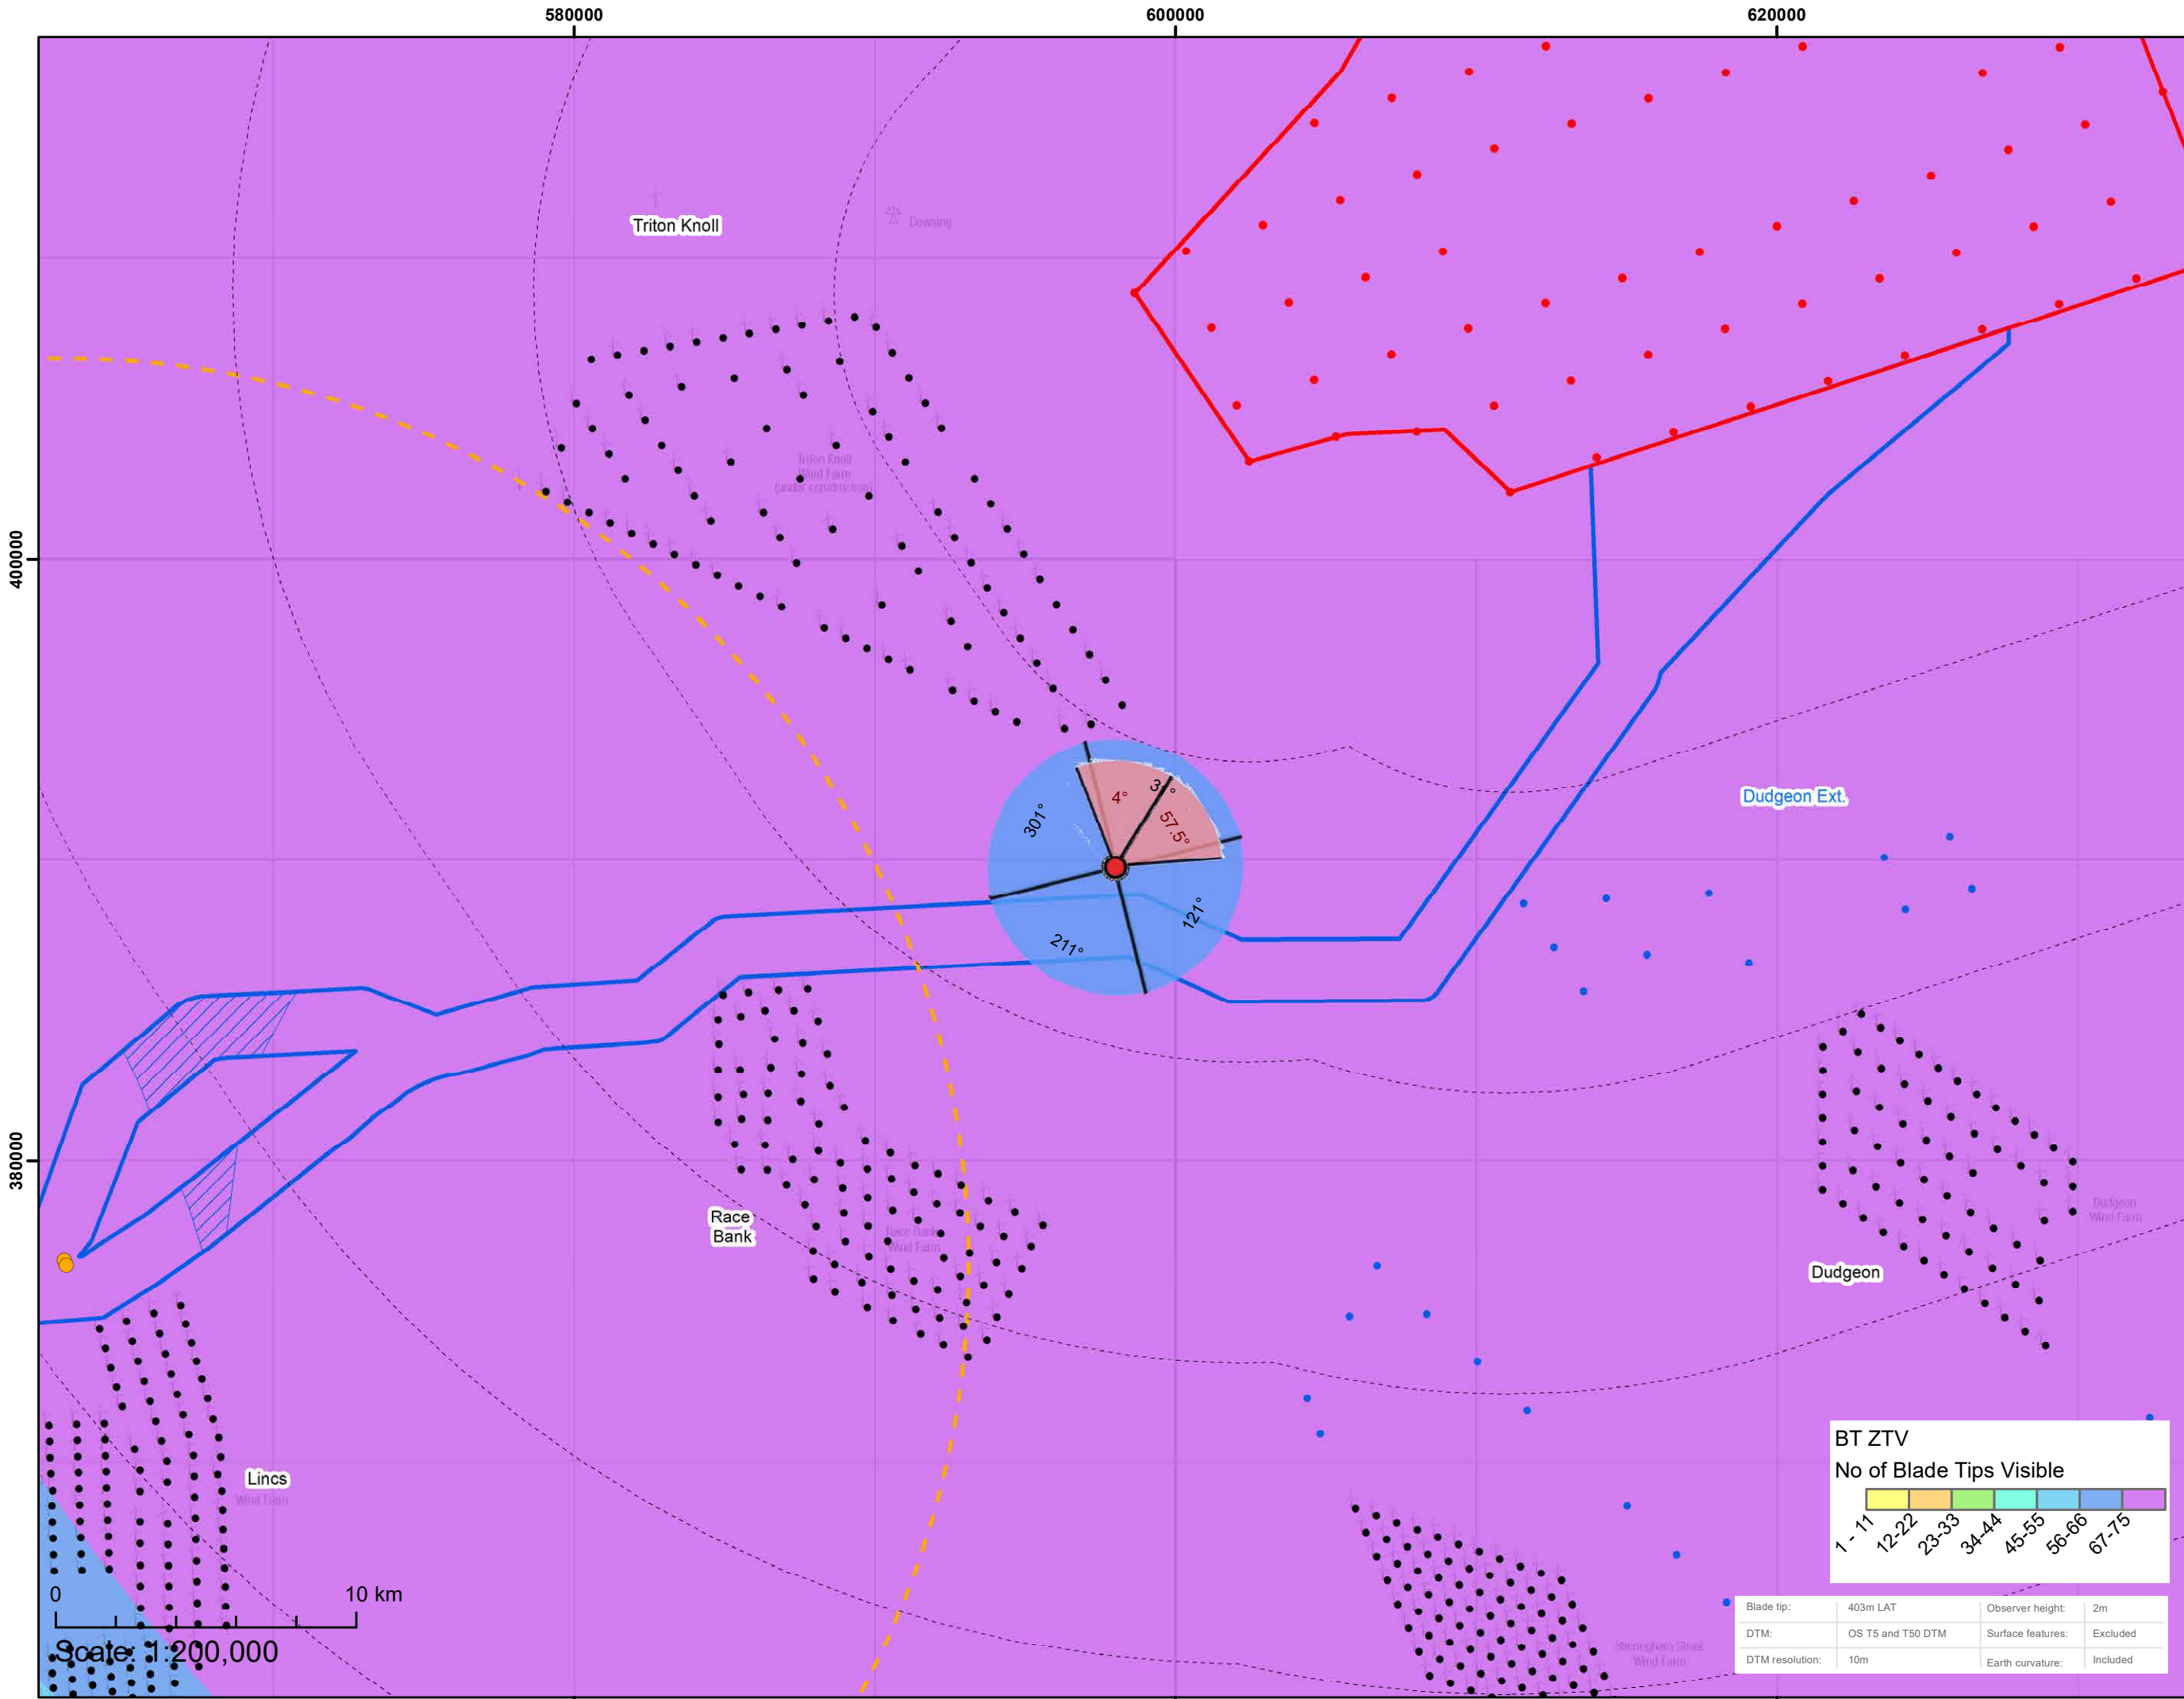 580000
600000
620000
400000
380000
Triton Knoll
Dowsing
Triton Knoll
Wind Farm
(under construction)
301°
4°
57.5°
121°
211°
Dudgeon Ext.
Race
Bank
Race Bank
Wind Farm
Dudgeon
Wind Farm
Dudgeon
Lincs
Wind Farm
Sheringham Shoal
Wind Farm
0 10 km
Scale: 1:200,000
BT ZTV
No of Blade Tips Visible
1 - 11
12-22
23-33
34-44
45-55
56-66
67-75
Blade tip: 403m LAT Observer height: 2m
DTM: OS T5 and T50 DTM Surface features: Excluded
DTM resolution: 10m Earth curvature: Included